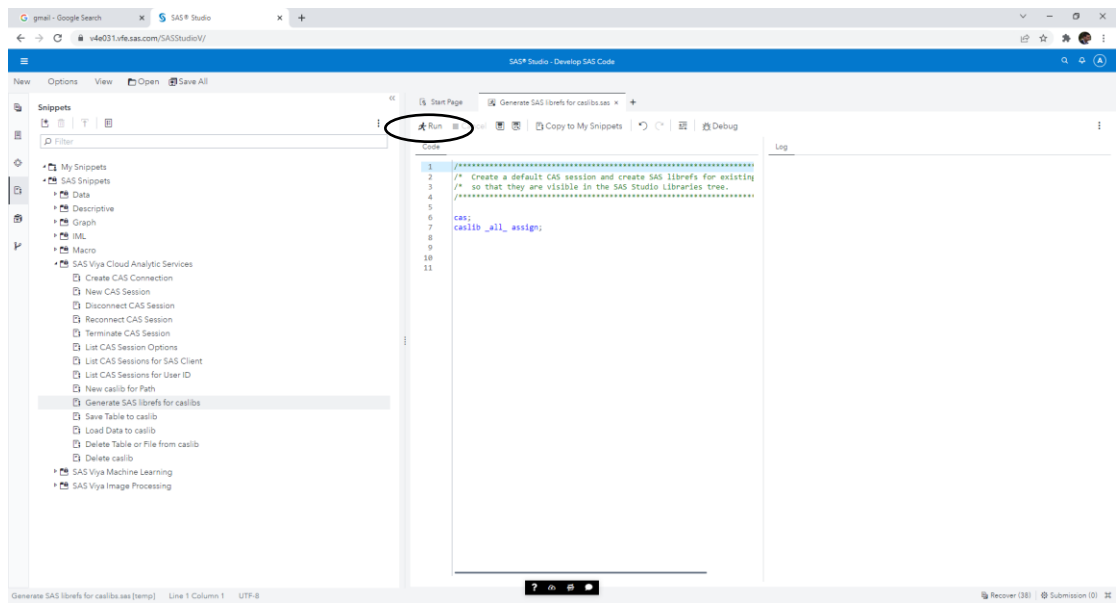 gmail - Google Search
SAS® Studio
v4e031.vfe.sas.com/SASStudioV/
SAS® Studio - Develop SAS Code
A
New Options View Open Save All
Snippets
Filter
My Snippets
SAS Snippets
Data
Descriptive
Graph
IML
Macro
SAS Viya Cloud Analytic Services
Create CAS Connection
New CAS Session
Disconnect CAS Session
Reconnect CAS Session
Terminate CAS Session
List CAS Session Options
List CAS Sessions for SAS Client
List CAS Sessions for User ID
New caslib for Path
Generate SAS librefs for caslibs
Save Table to caslib
Load Data to caslib
Delete Table or File from caslib
Delete caslib
SAS Viya Machine Learning
SAS Viya Image Processing
Start Page Generate SAS librefs for caslibs.sas
Run Copy to My Snippets Debug
Code
Log
1 /*****************************************************************
2 /* Create a default CAS session and create SAS librefs for existing
3 /* so that they are visible in the SAS Studio Libraries tree.
4 /*****************************************************************
5
6 cas;
7 caslib _all_ assign;
8
9
10
11
Generate SAS librefs for caslibs.sas [temp] Line 1 Column 1 UTF-8
Recover (38) Submission (0)